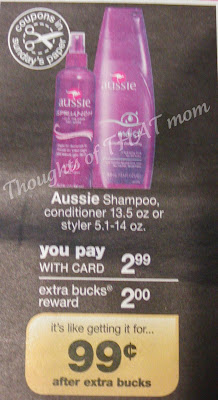 coupons in
sunday's paper
aussie
aussie
Thoughts of THAT mom
Aussie Shampoo,
conditioner 13.5 oz or
styler 5.1-14 oz.
you pay
WITH CARD 2.99
extra bucks®
reward 2.00
it's like getting it for...
99¢
after extra bucks